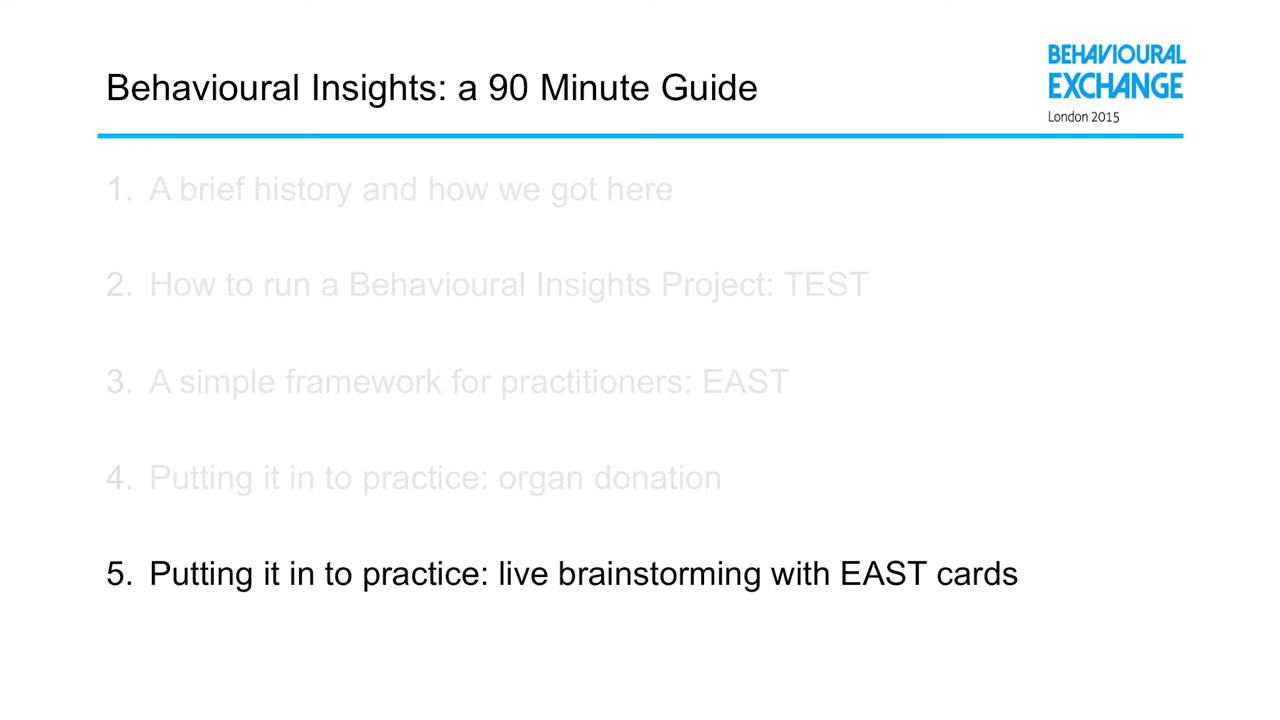 Behavioural Insights: a 90 Minute Guide
BEHAVIOURAL
EXCHANGE
London 2015
1. A brief history and how we got here
2. How to run a Behavioural Insights Project: TEST
3. A simple framework for practitioners: EAST
4. Putting it in to practice: organ donation
5. Putting it in to practice: live brainstorming with EAST cards